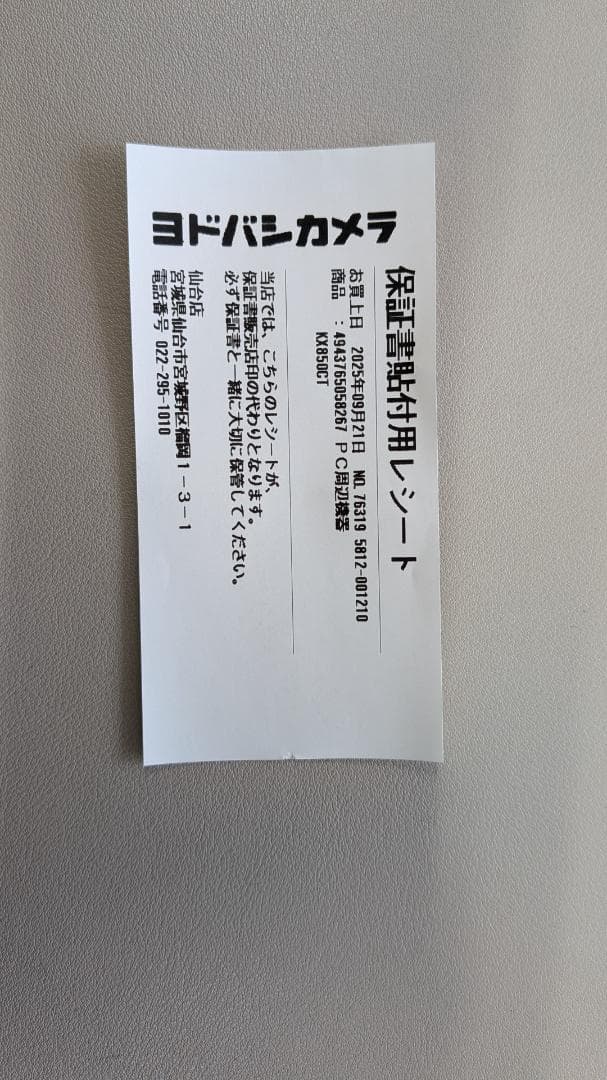 保証書貼付用レシート
お買上日　2025年09月21日　NO.76319 5812-001210
商品　：4943765058267 ＰＣ周辺機器
KX850CT
当店では、こちらのレシートが、
保証書販売店印の代わりとなります。
必ず保証書と一緒に大切に保管してください。
ヨドバシカメラ
仙台店
宮城県仙台市宮城野区榴岡１－３－１
電話番号 022-295-1010